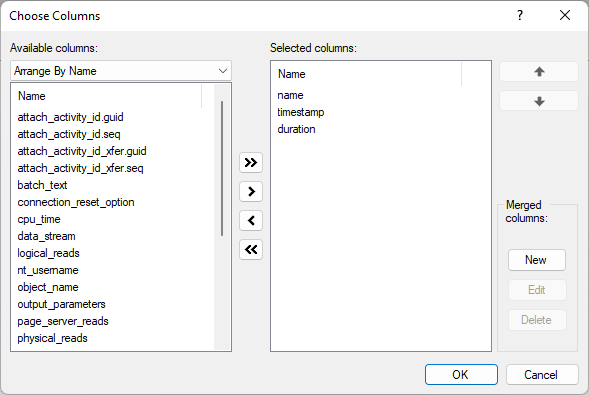 Choose Columns
?
Available columns:
Arrange By Name
Name
attach_activity_id.guid
attach_activity_id.seq
attach_activity_id_xfer.guid
attach_activity_id_xfer.seq
batch_text
connection_reset_option
cpu_time
data_stream
logical_reads
nt_username
object_name
output_parameters
page_server_reads
physical_reads
>>
>
<
<<
Selected columns:
Name
name
timestamp
duration
Merged
columns:
New
Edit
Delete
OK
Cancel